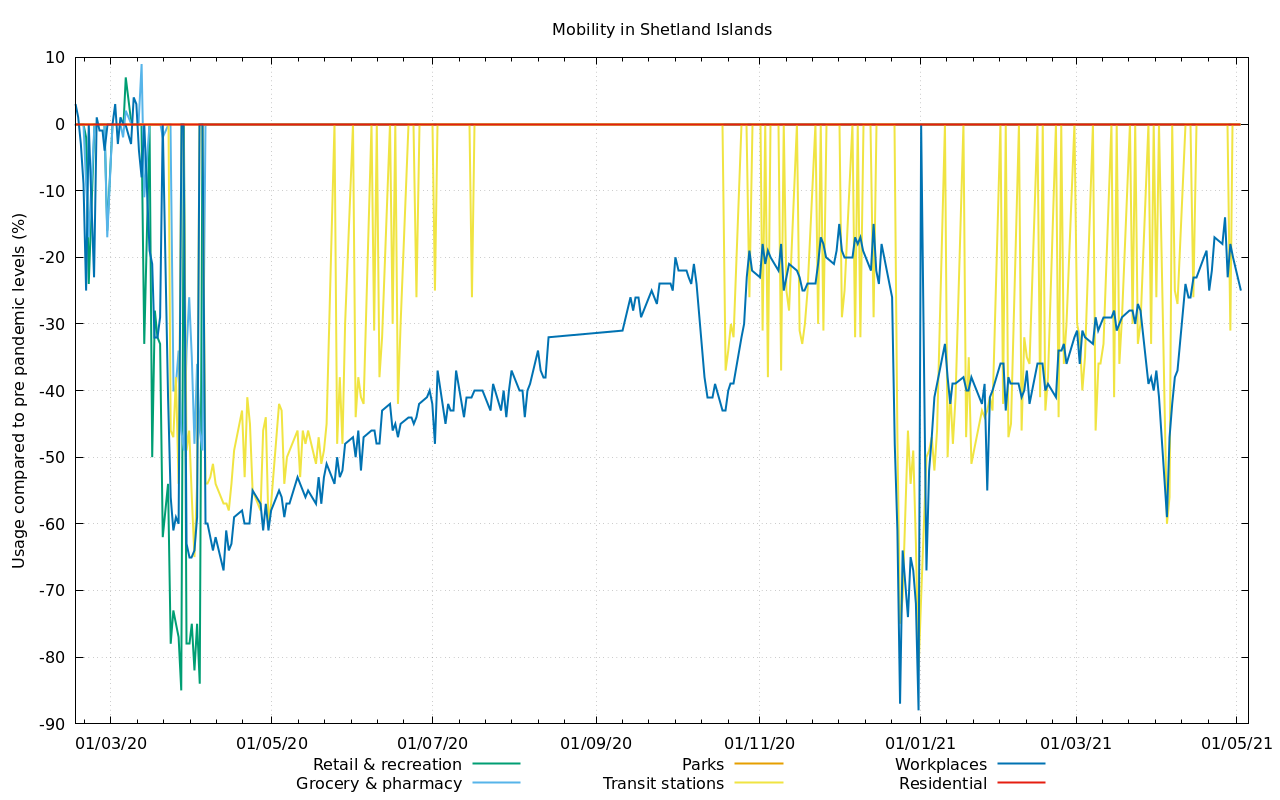 Mobility in Shetland Islands
Usage compared to pre pandemic levels (%)
10
0
-10
-20
-30
-40
-50
-60
-70
-80
-90
01/03/20 01/05/20 01/07/20 01/09/20 01/11/20 01/01/21 01/03/21 01/05/21
Retail & recreation Parks Workplaces
Grocery & pharmacy Transit stations Residential